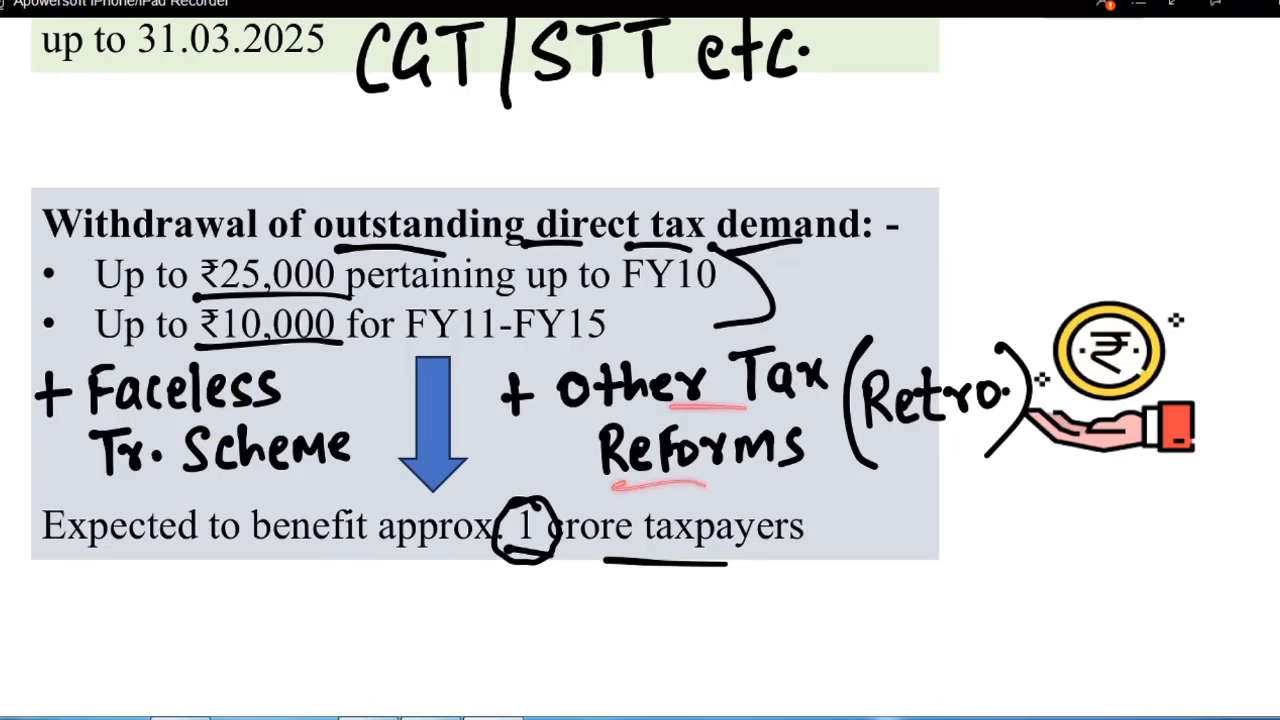 Apowersoft iPhone/iPad Recorder
up to 31.03.2025
CGT/STT etc.
Withdrawal of outstanding direct tax demand: -
• Up to ₹25,000 pertaining up to FY10
• Up to ₹10,000 for FY11-FY15
+ Faceless
Tr. Scheme
+ Other Tax (Retro.)
Reforms
Expected to benefit approx. 1 crore taxpayers